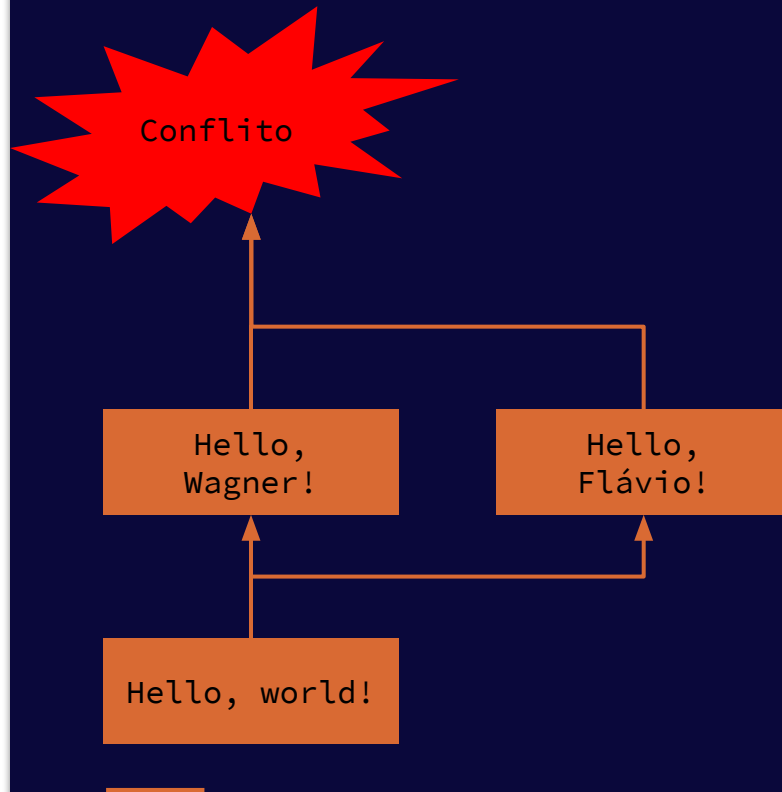 Conflito
Hello,
Wagner!
Hello,
Flávio!
Hello, world!